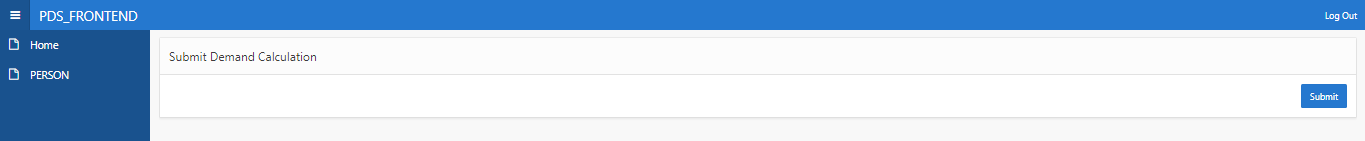 PDS_FRONTEND
Log Out
Home
PERSON
Submit Demand Calculation
Submit